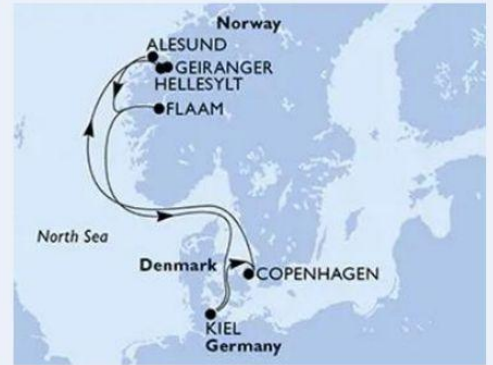 Norway
ALESUND
GEIRANGER
HELLESYLT
FLAAM
North Sea
Denmark
COPENHAGEN
KIEL
Germany